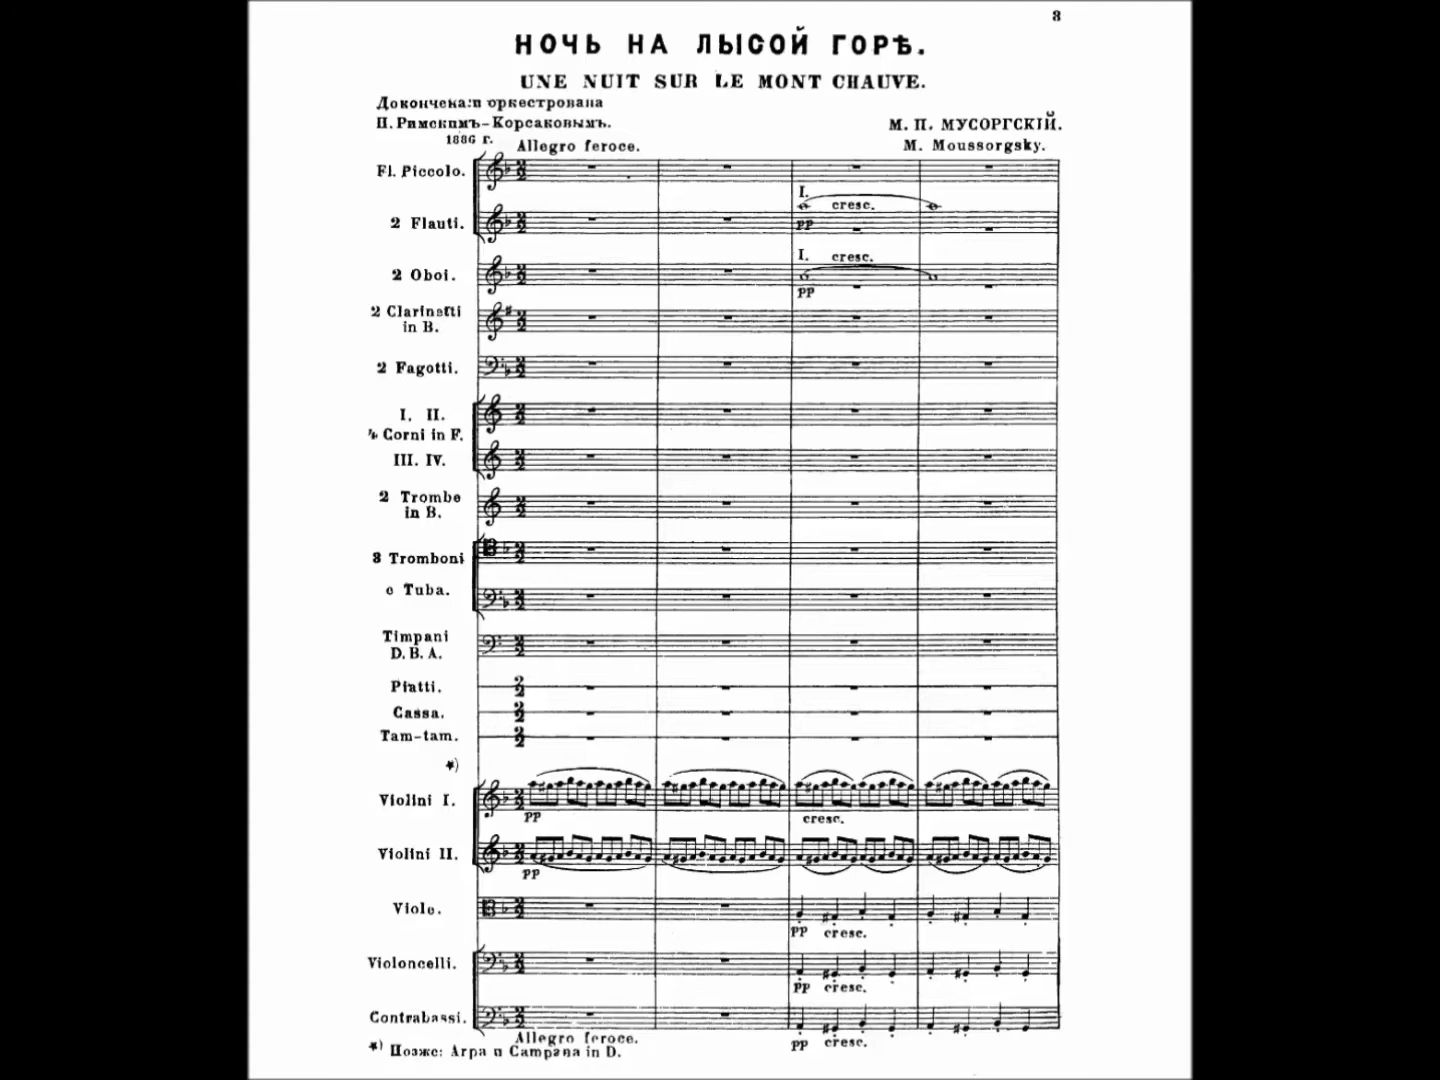 3
НОЧЬ НА ЛЫСОЙ ГОРѢ.
UNE NUIT SUR LE MONT CHAUVE.
Докончена и оркестрована
Н. Римскимъ-Корсаковымъ.
1886 г.
М. П. МУСОРГСКІЙ.
M. Moussorgsky.
Allegro feroce.
Fl. Piccolo.
I.
cresc.
2 Flauti.
pp
I. cresc.
2 Oboi.
pp
2 Clarinetti
in B.
2 Fagotti.
I. II.
4 Corni in F.
III. IV.
2 Trombe
in B.
3 Tromboni
e Tuba.
Timpani
D. B. A.
Piatti.
Cassa.
Tam-tam.
*)
Violini I.
pp cresc.
Violini II.
pp
Viole.
pp cresc.
Violoncelli.
pp cresc.
Contrabassi.
Allegro feroce.
pp cresc.
*) Позже: Arpa и Campana in D.